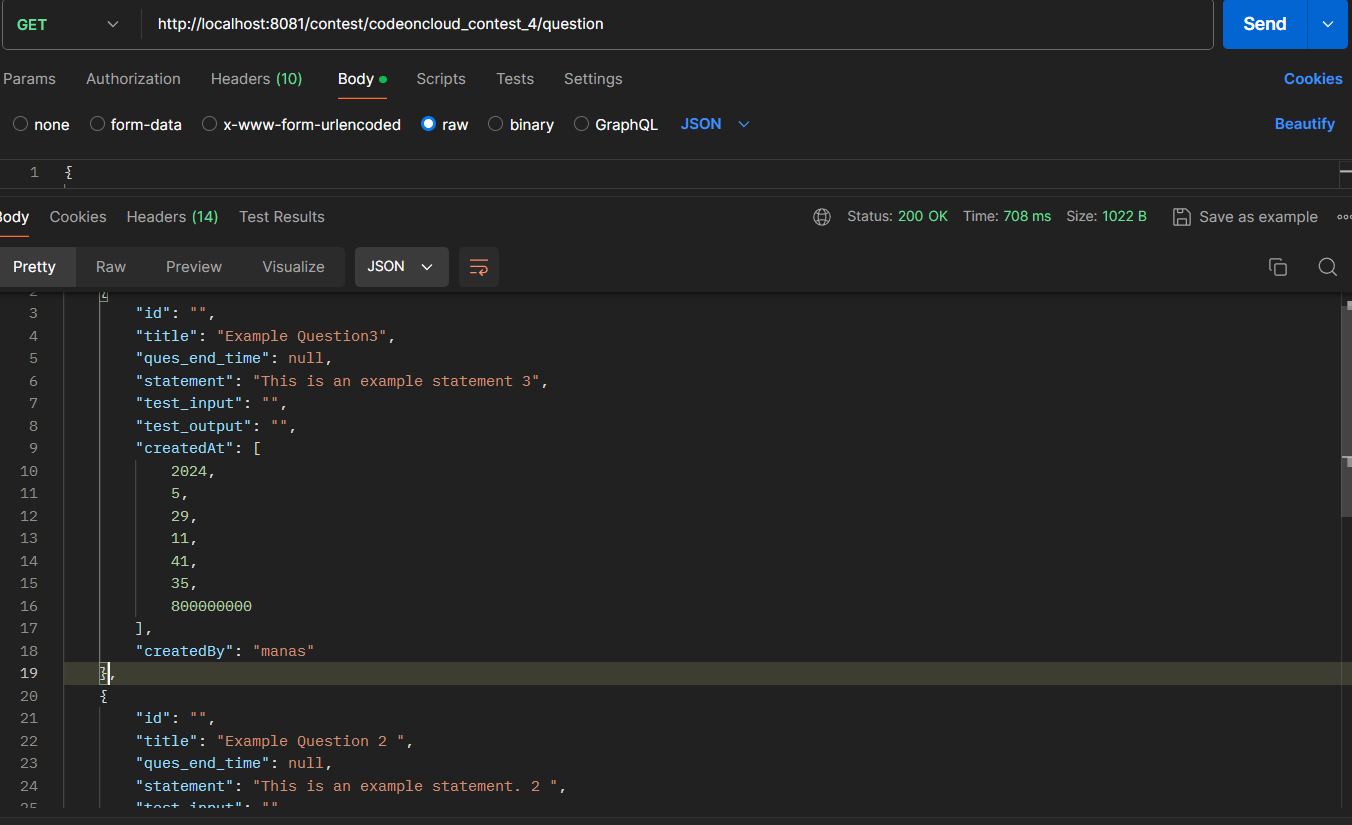 GET http://localhost:8081/contest/codeoncloud_contest_4/question Send
Params Authorization Headers (10) Body Scripts Tests Settings Cookies
none form-data x-www-form-urlencoded raw binary GraphQL JSON Beautify
1 {
Body Cookies Headers (14) Test Results Status: 200 OK Time: 708 ms Size: 1022 B Save as example
Pretty Raw Preview Visualize JSON
2 {
3 "id": "",
4 "title": "Example Question3",
5 "ques_end_time": null,
6 "statement": "This is an example statement 3",
7 "test_input": "",
8 "test_output": "",
9 "createdAt": [
10 2024,
11 5,
12 29,
13 11,
14 41,
15 35,
16 800000000
17 ],
18 "createdBy": "manas"
19 },
20 {
21 "id": "",
22 "title": "Example Question 2 ",
23 "ques_end_time": null,
24 "statement": "This is an example statement. 2 ",
25 "test_input": ""